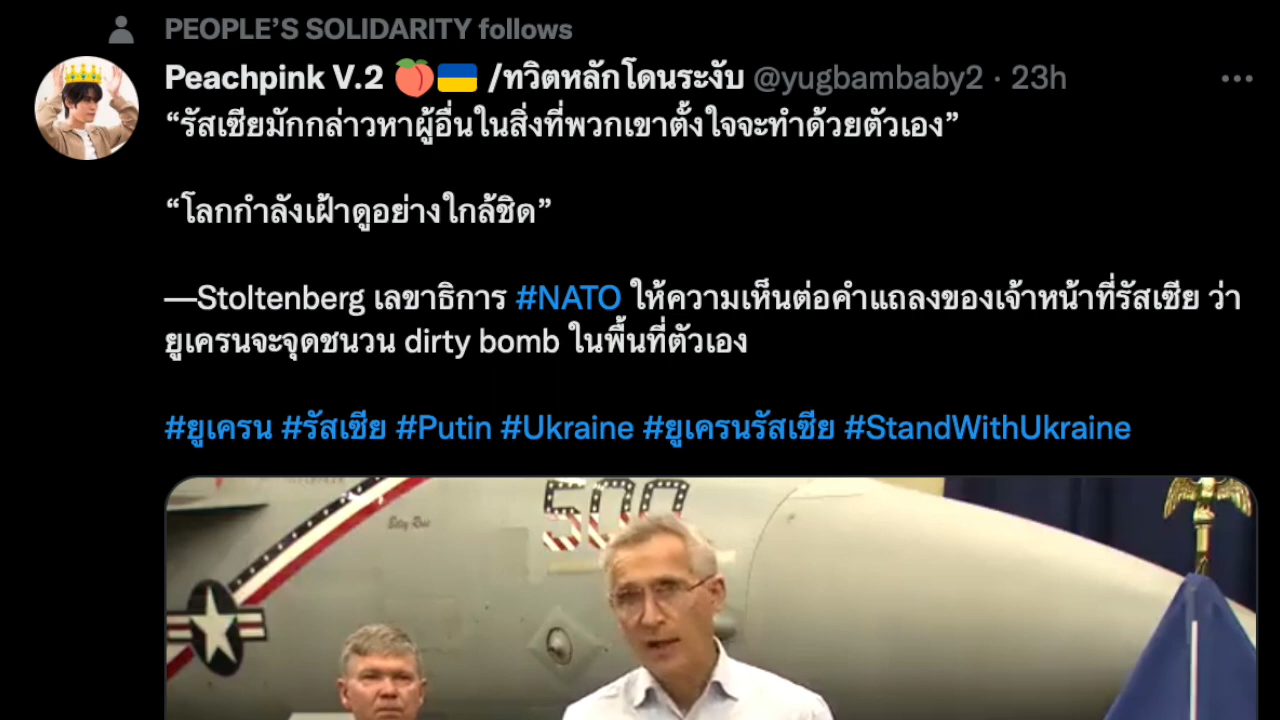 PEOPLE’S SOLIDARITY follows
Peachpink V.2 🍑🇺🇦 /ทวิตหลักโดนระงับ @yugbambaby2 · 23h
“รัสเซียมักกล่าวหาผู้อื่นในสิ่งที่พวกเขาตั้งใจจะทำด้วยตัวเอง”
“โลกกำลังเฝ้าดูอย่างใกล้ชิด”
—Stoltenberg เลขาธิการ #NATO ให้ความเห็นต่อคำแถลงของเจ้าหน้าที่รัสเซีย ว่า
ยูเครนจะจุดชนวน dirty bomb ในพื้นที่ตัวเอง
#ยูเครน #รัสเซีย #Putin #Ukraine #ยูเครนรัสเซีย #StandWithUkraine
500
Betsy Ross